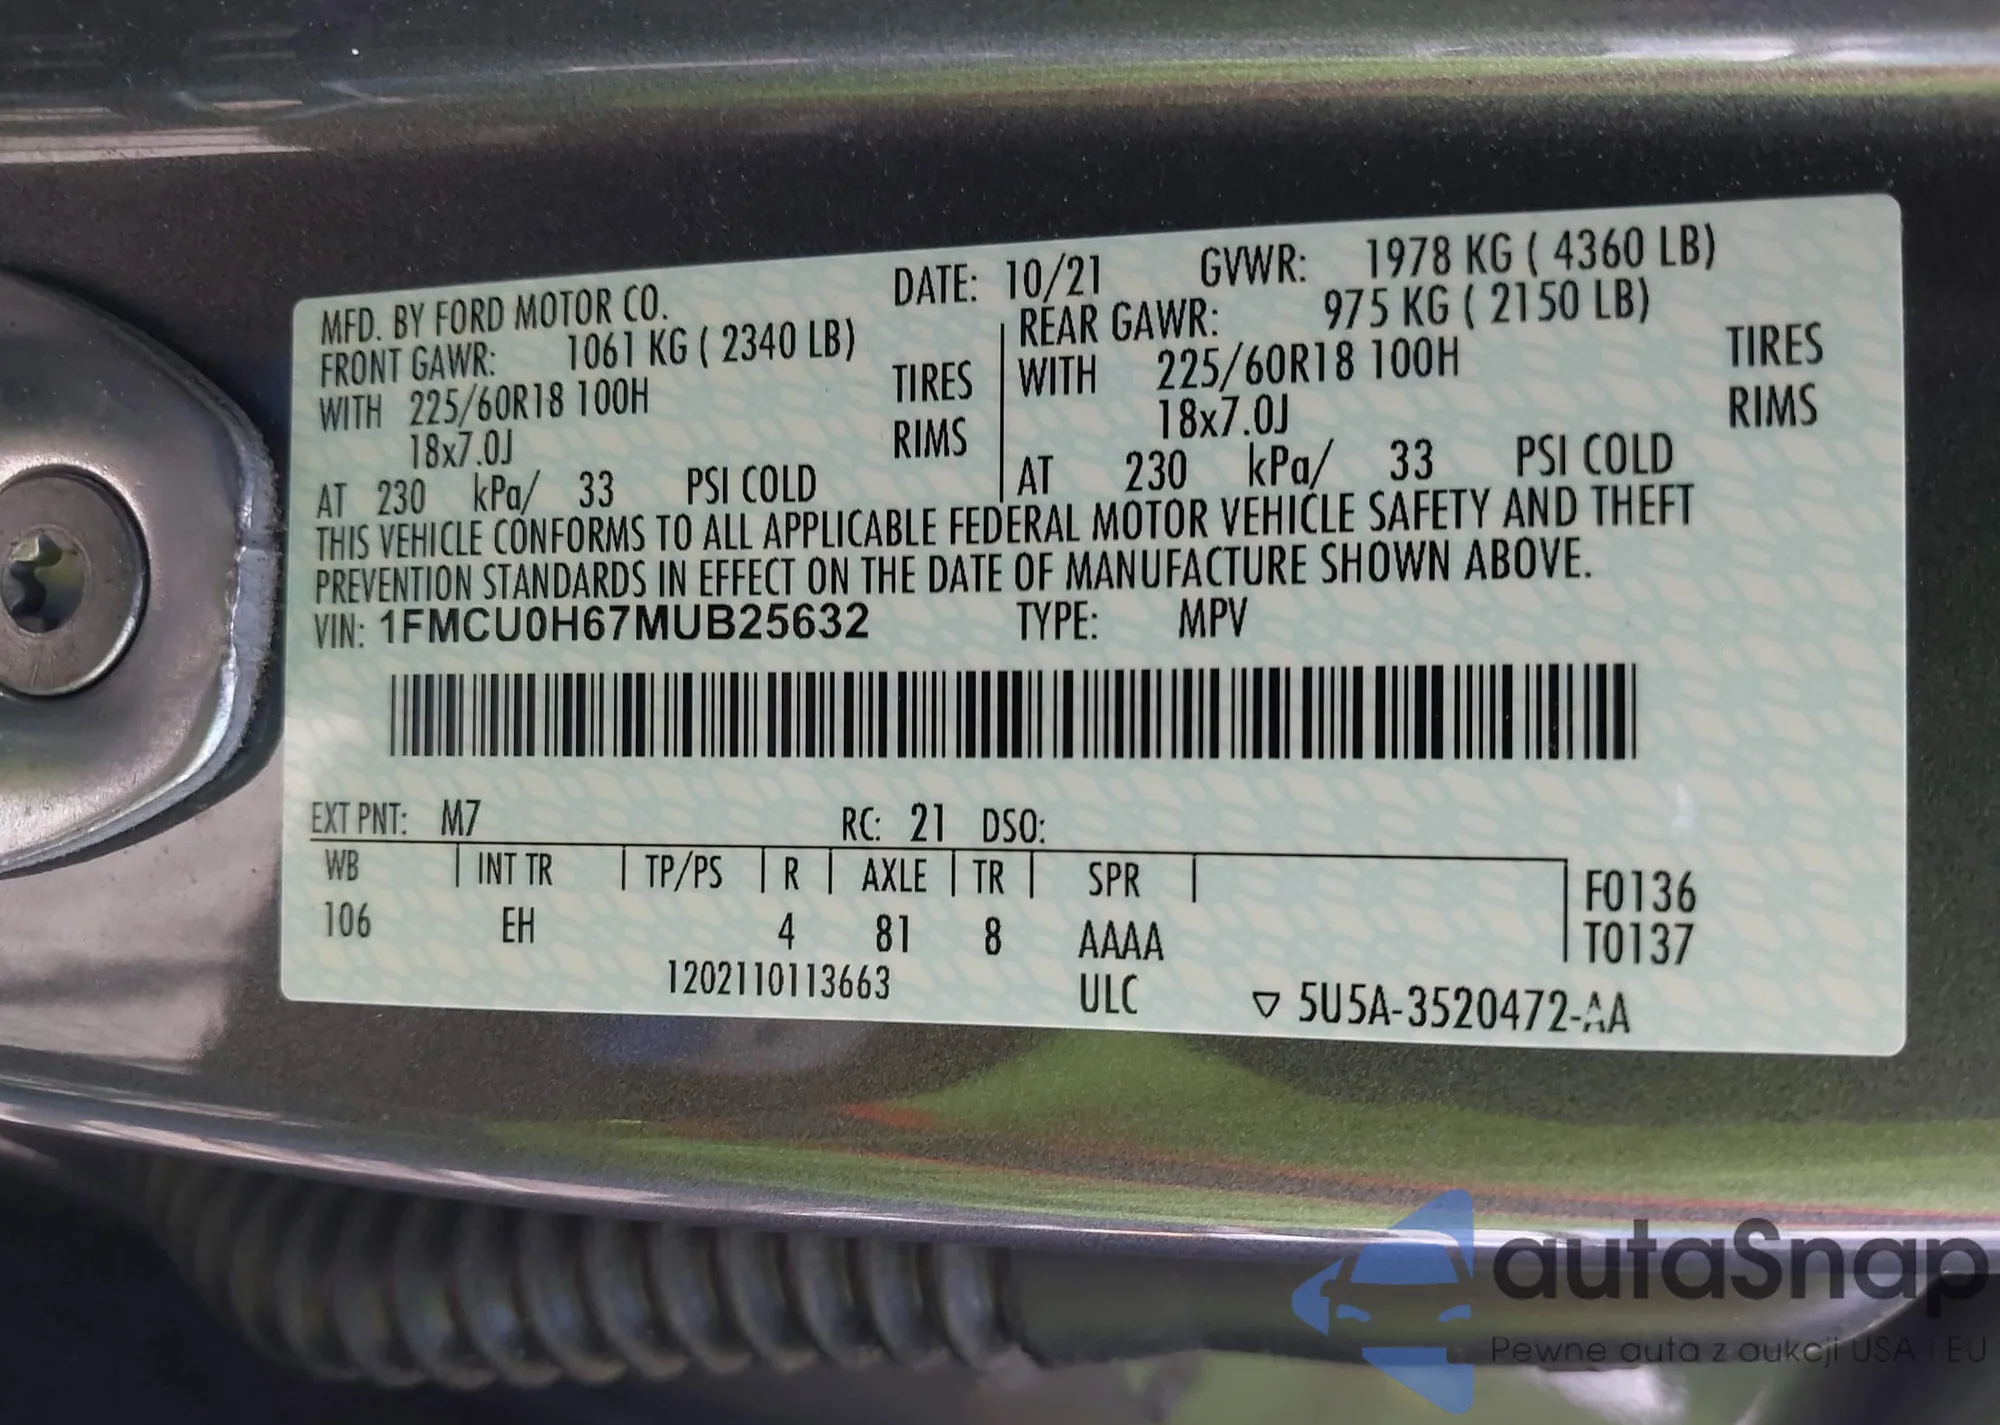 MFD. BY FORD MOTOR CO. DATE: 10/21 GVWR: 1978 KG ( 4360 LB)
FRONT GAWR: 1061 KG ( 2340 LB) REAR GAWR: 975 KG ( 2150 LB)
WITH 225/60R18 100H TIRES WITH 225/60R18 100H TIRES
18x7.0J RIMS 18x7.0J RIMS
AT 230 kPa/ 33 PSI COLD AT 230 kPa/ 33 PSI COLD
THIS VEHICLE CONFORMS TO ALL APPLICABLE FEDERAL MOTOR VEHICLE SAFETY AND THEFT
PREVENTION STANDARDS IN EFFECT ON THE DATE OF MANUFACTURE SHOWN ABOVE.
VIN: 1FMCU0H67MUB25632 TYPE: MPV
EXT PNT: M7 RC: 21 DSO:
WB INT TR TP/PS R AXLE TR SPR F0136
106 EH 4 81 8 AAAA T0137
1202110113663 ULC ▽ 5U5A-3520472-AA
autaSnap
Pewne auta z aukcji USA i EU